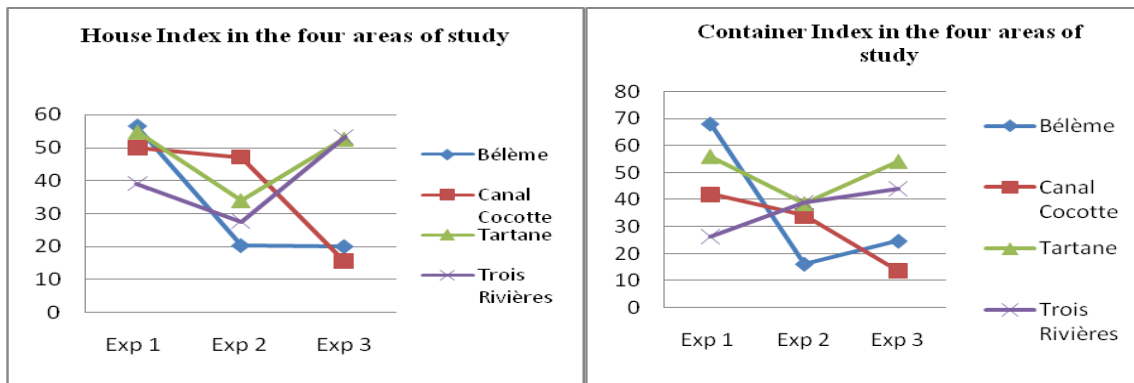 House Index in the four areas of study
60
50
40
30
20
10
0
Exp 1 Exp 2 Exp 3
Bélème
Canal
Cocotte
Tartane
Trois
Rivières
Container Index in the four areas of
study
80
70
60
50
40
30
20
10
0
Exp 1 Exp 2 Exp 3
Bélème
Canal
Cocotte
Tartane
Trois
Rivières